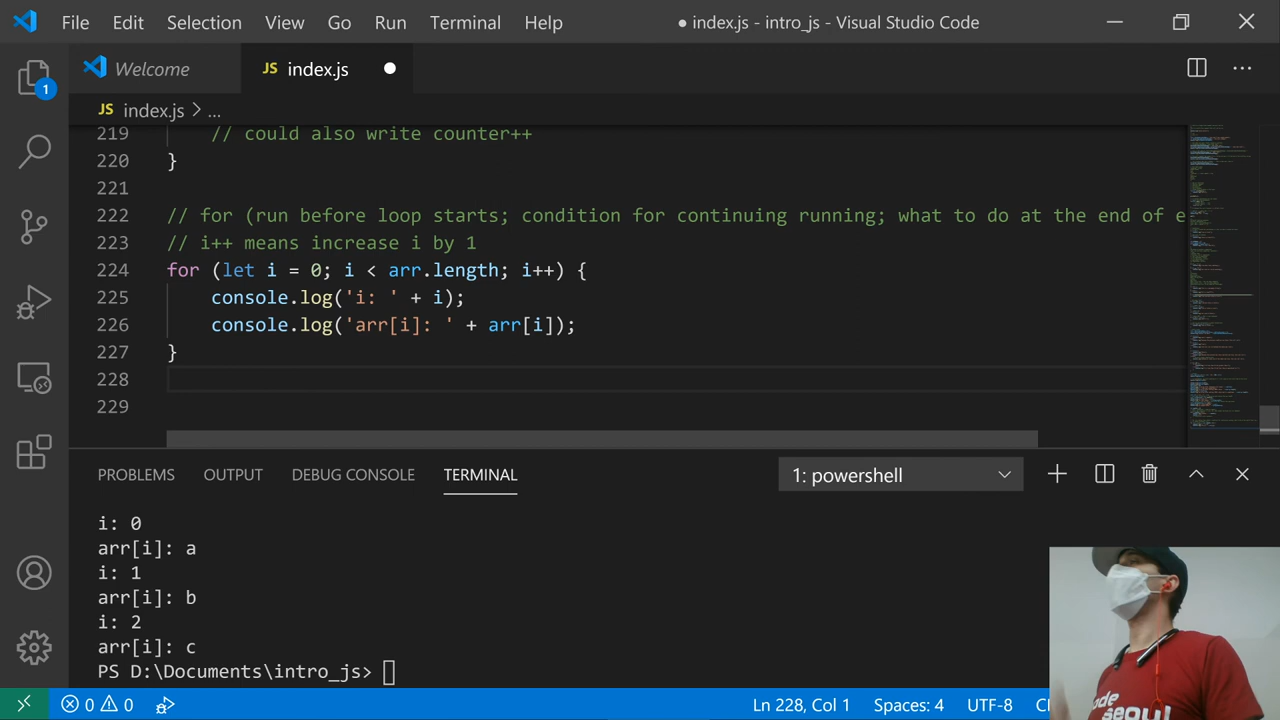 File Edit Selection View Go Run Terminal Help ● index.js - intro_js - Visual Studio Code
Welcome JS index.js
1
JS index.js > ...
219 // could also write counter++
220 }
221
222 // for (run before loop starts; condition for continuing running; what to do at the end of e
223 // i++ means increase i by 1
224 for (let i = 0; i < arr.length; i++) {
225 console.log('i: ' + i);
226 console.log('arr[i]: ' + arr[i]);
227 }
228
229
PROBLEMS OUTPUT DEBUG CONSOLE TERMINAL 1: powershell
i: 0
arr[i]: a
i: 1
arr[i]: b
i: 2
arr[i]: c
PS D:\Documents\intro_js>
ode
seoul
0 0 Ln 228, Col 1 Spaces: 4 UTF-8